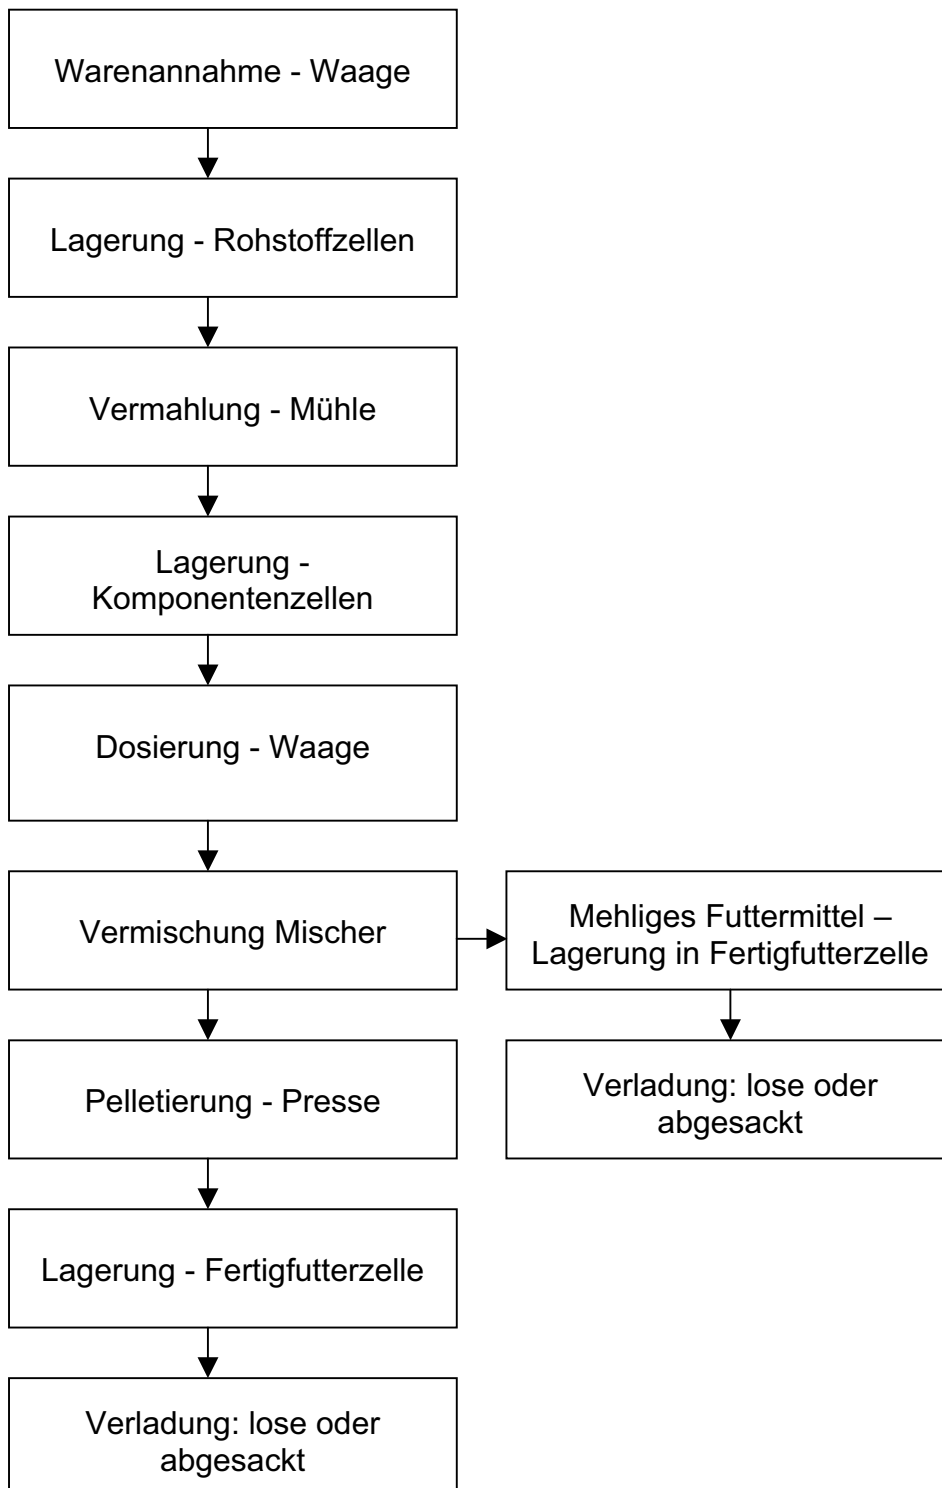 Warenannahme - Waage
Lagerung - Rohstoffzellen
Vermahlung - Mühle
Lagerung -
Komponentenzellen
Dosierung - Waage
Vermischung Mischer
Mehliges Futtermittel –
Lagerung in Fertigfutterzelle
Pelletierung - Presse
Verladung: lose oder
abgesackt
Lagerung - Fertigfutterzelle
Verladung: lose oder
abgesackt